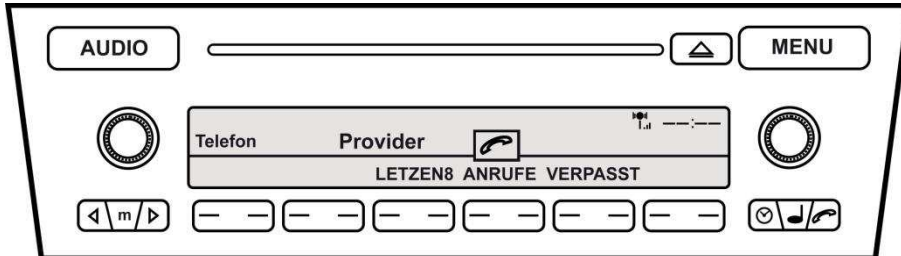 AUDIO
MENU
--:--
Telefon Provider
LETZEN8 ANRUFE VERPASST
m